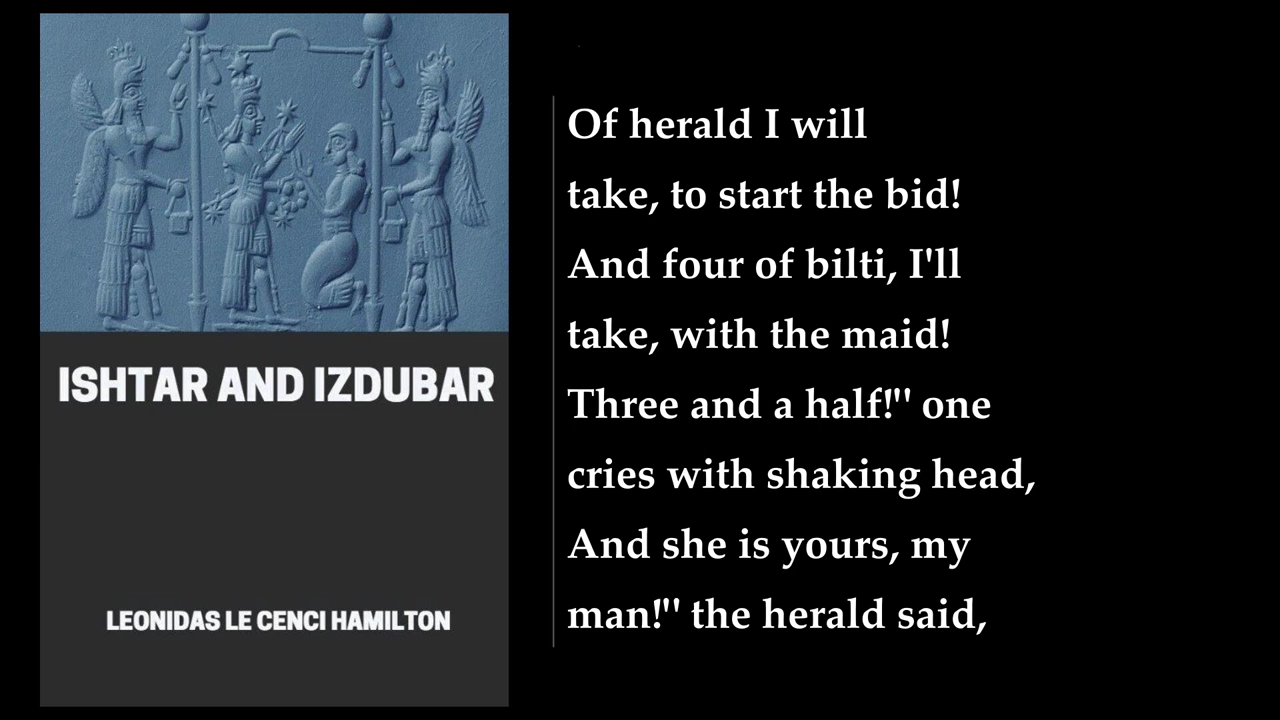 ISHTAR AND IZDUBAR
LEONIDAS LE CENCI HAMILTON
Of herald I will
take, to start the bid!
And four of bilti, I'll
take, with the maid!
Three and a half!" one
cries with shaking head,
And she is yours, my
man!" the herald said,